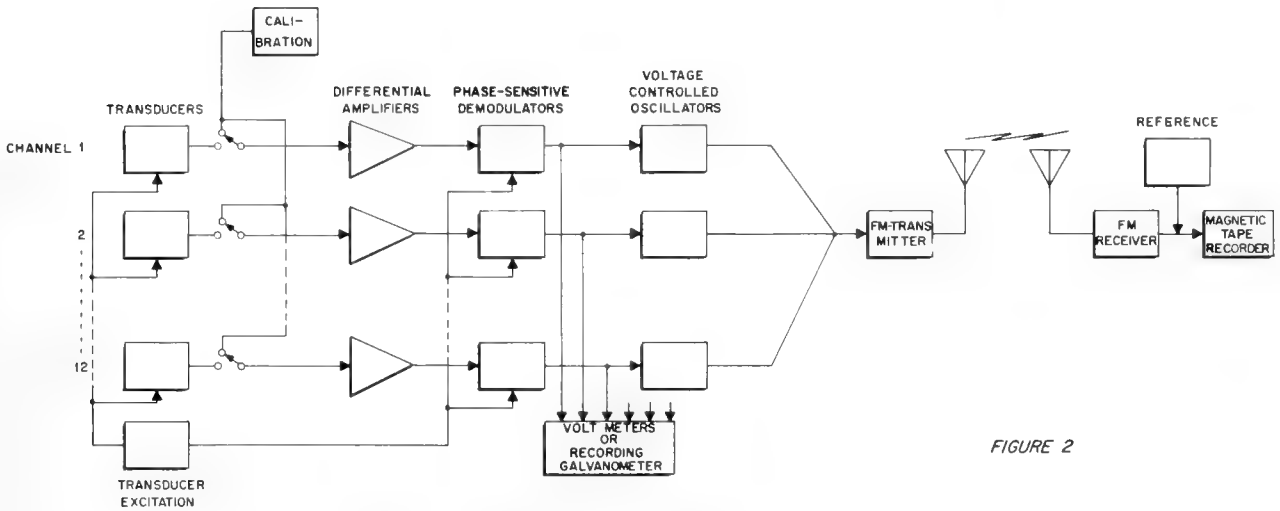 CALI-
BRATION
TRANSDUCERS
DIFFERENTIAL
AMPLIFIERS
PHASE-SENSITIVE
DEMODULATORS
VOLTAGE
CONTROLLED
OSCILLATORS
REFERENCE
CHANNEL 1
2
12
FM-TRANS
MITTER
FM
RECEIVER
MAGNETIC
TAPE
RECORDER
VOLT METERS
OR
RECORDING
GALVANOMETER
TRANSDUCER
EXCITATION
FIGURE 2